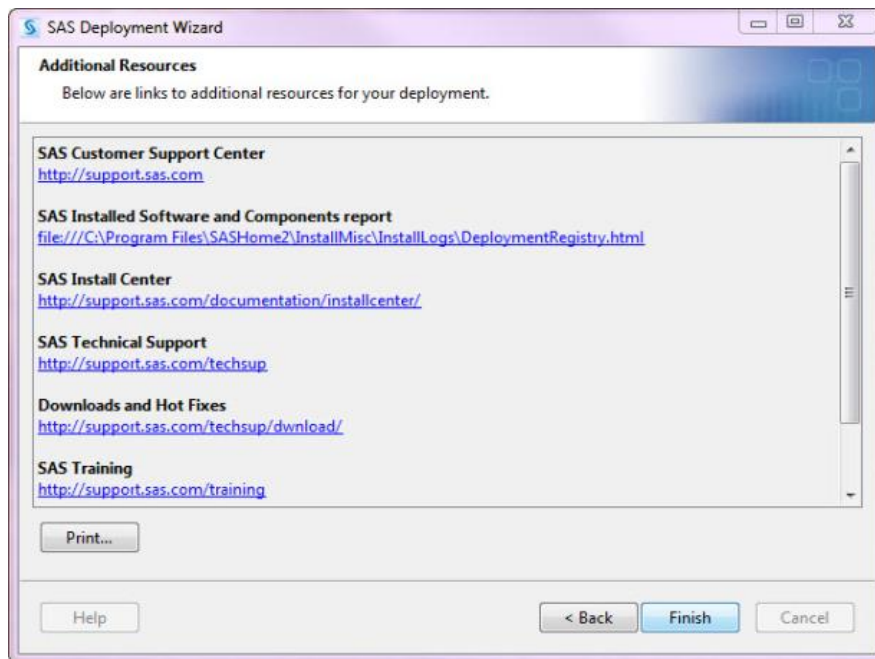 SAS Deployment Wizard
Additional Resources
Below are links to additional resources for your deployment.
SAS Customer Support Center
http://support.sas.com
SAS Installed Software and Components report
file:///C:\Program Files\SASHome2\InstallMisc\InstallLogs\DeploymentRegistry.html
SAS Install Center
http://support.sas.com/documentation/installcenter/
SAS Technical Support
http://support.sas.com/techsup
Downloads and Hot Fixes
http://support.sas.com/techsup/dwnload/
SAS Training
http://support.sas.com/training
Print...
Help
< Back
Finish
Cancel